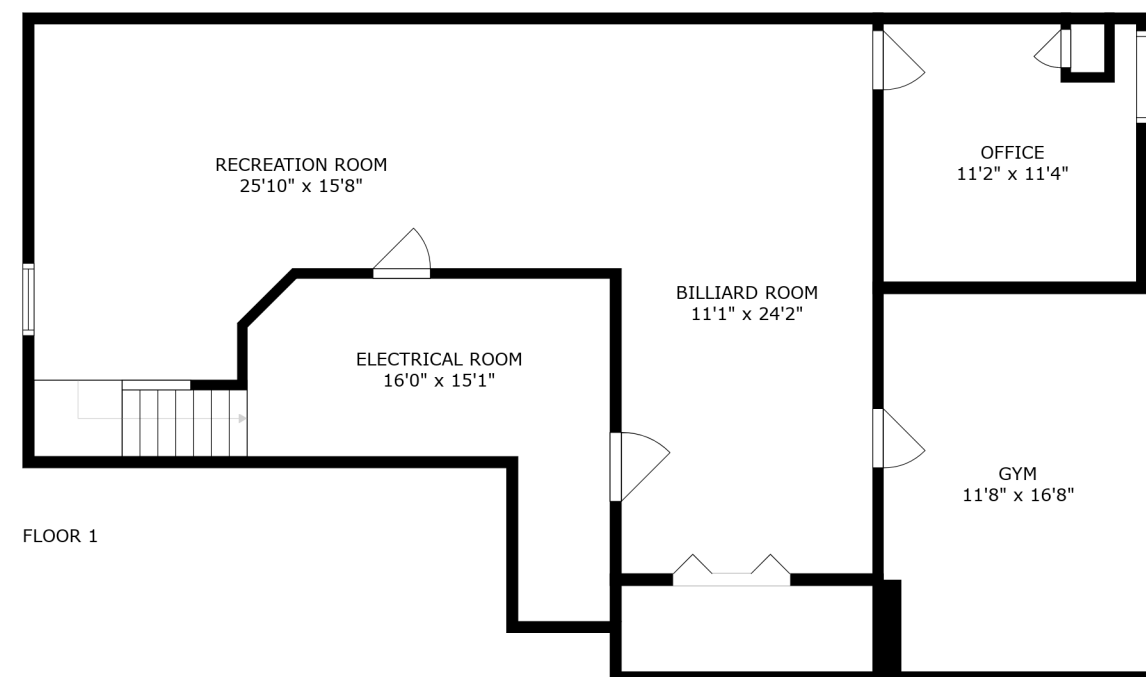 RECREATION ROOM
25'10" x 15'8"
OFFICE
11'2" x 11'4"
BILLIARD ROOM
11'1" x 24'2"
ELECTRICAL ROOM
16'0" x 15'1"
GYM
11'8" x 16'8"
FLOOR 1